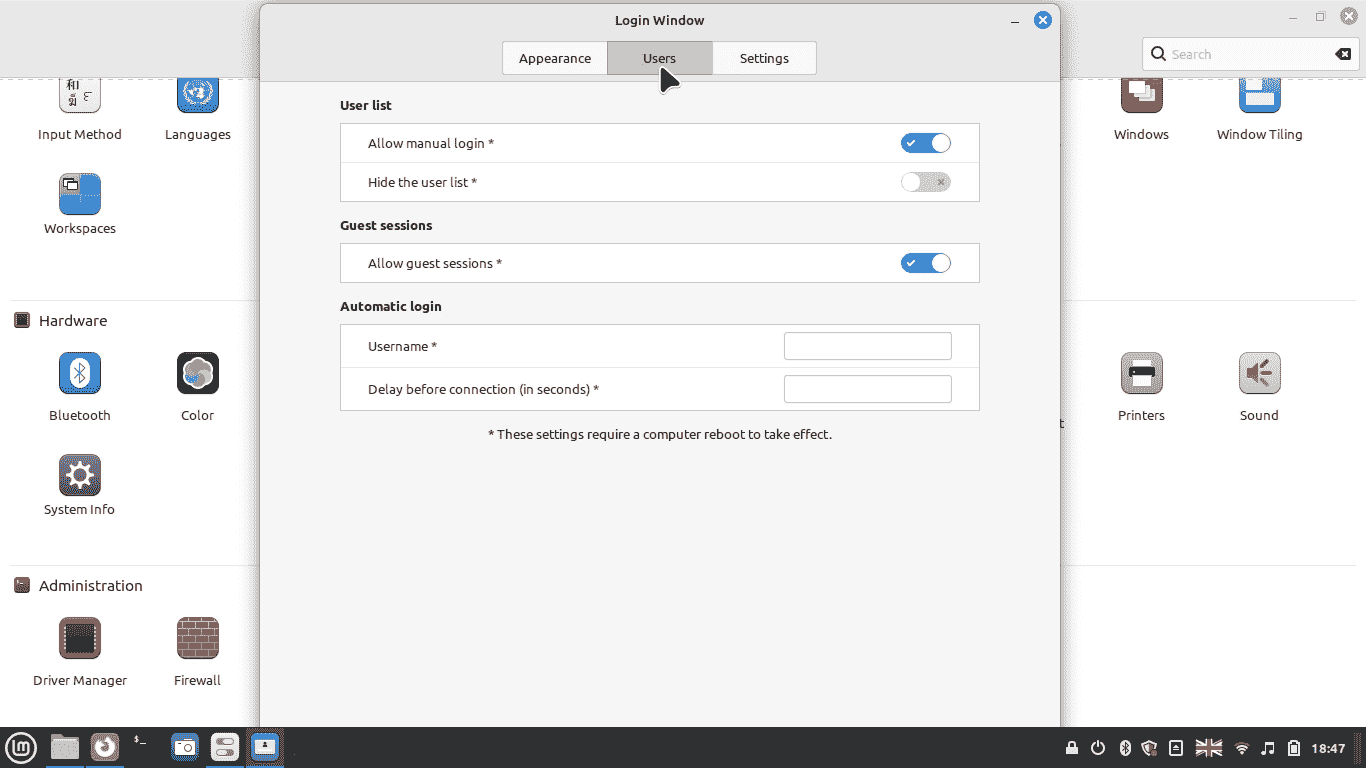 Login Window
Appearance
Users
Settings
Search
Input Method
Languages
Windows
Window Tiling
Workspaces
User list
Allow manual login *
Hide the user list *
Guest sessions
Allow guest sessions *
Automatic login
Username *
Delay before connection (in seconds) *
* These settings require a computer reboot to take effect.
Hardware
Bluetooth
Color
Printers
Sound
System Info
Administration
Driver Manager
Firewall
18:47